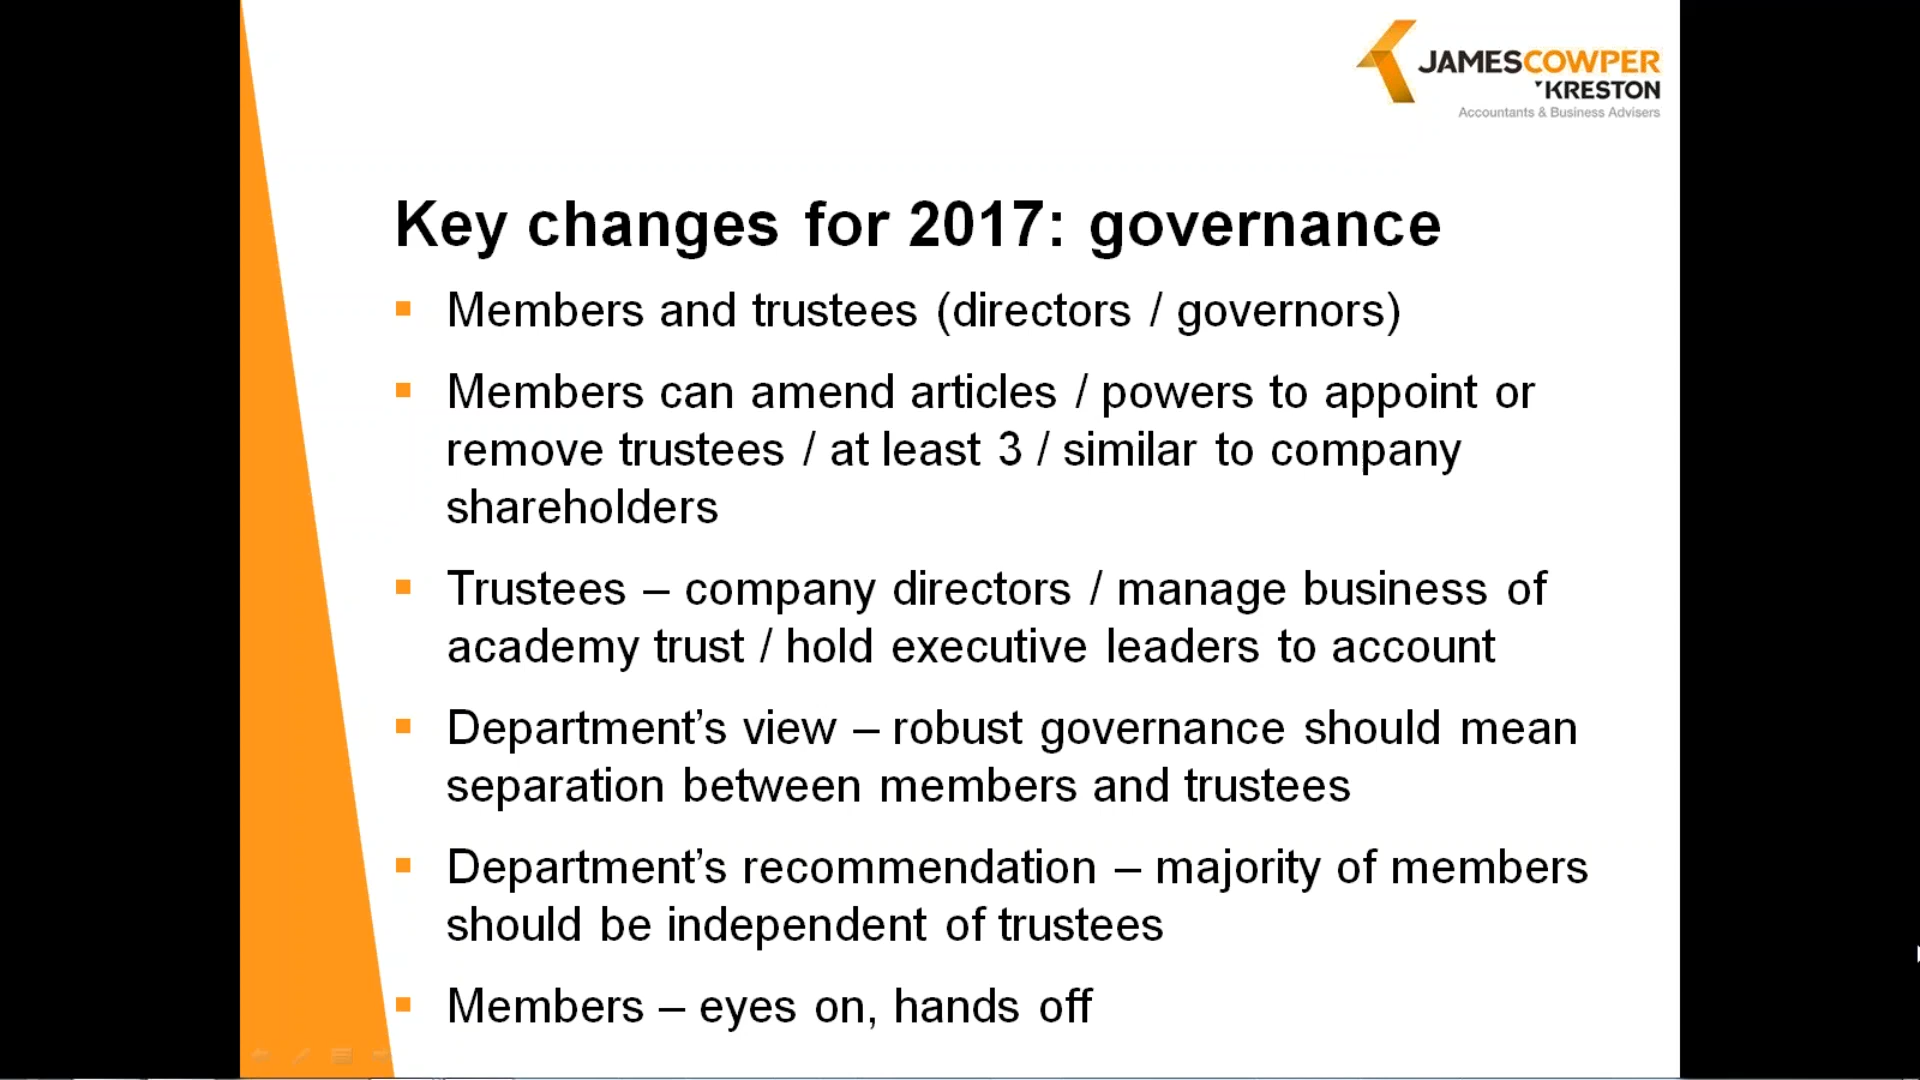 JAMESCOWPER
KRESTON
Accountants & Business Advisers
Key changes for 2017: governance
Members and trustees (directors / governors)
Members can amend articles / powers to appoint or
remove trustees / at least 3 / similar to company
shareholders
Trustees – company directors / manage business of
academy trust / hold executive leaders to account
Department’s view – robust governance should mean
separation between members and trustees
Department’s recommendation – majority of members
should be independent of trustees
Members – eyes on, hands off